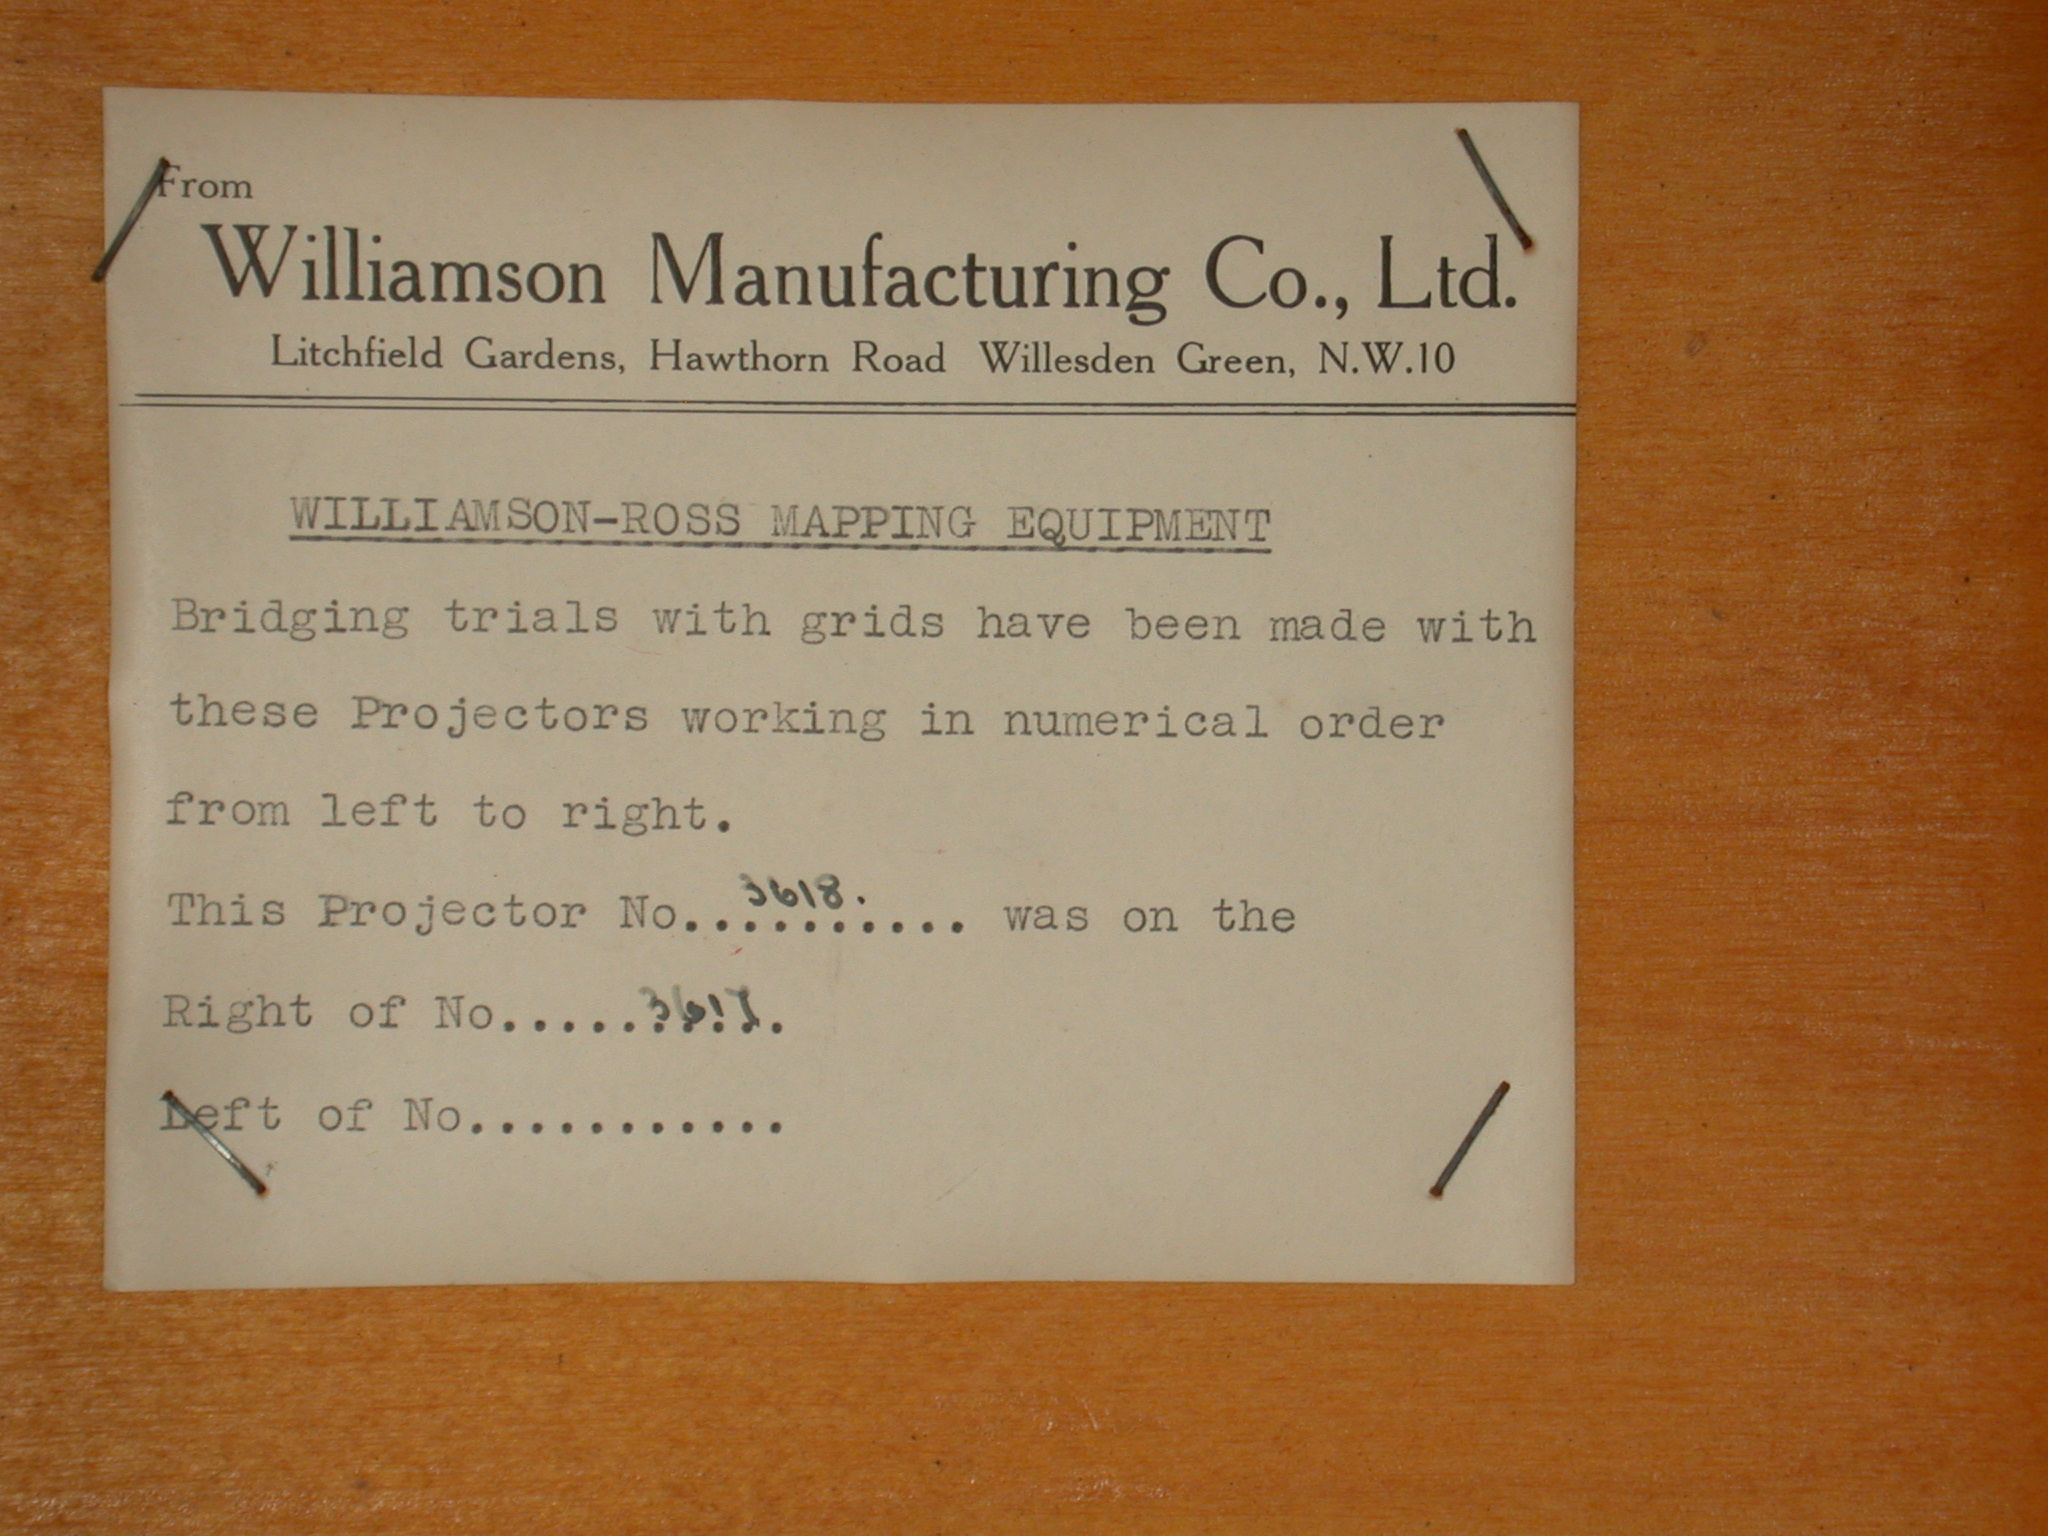 From
Williamson Manufacturing Co., Ltd.
Litchfield Gardens, Hawthorn Road Willesden Green, N.W.10
WILLIAMSON-ROSS MAPPING EQUIPMENT
Bridging trials with grids have been made with
these Projectors working in numerical order
from left to right.
This Projector No..3618........ was on the
Right of No.....3617.
Left of No...........